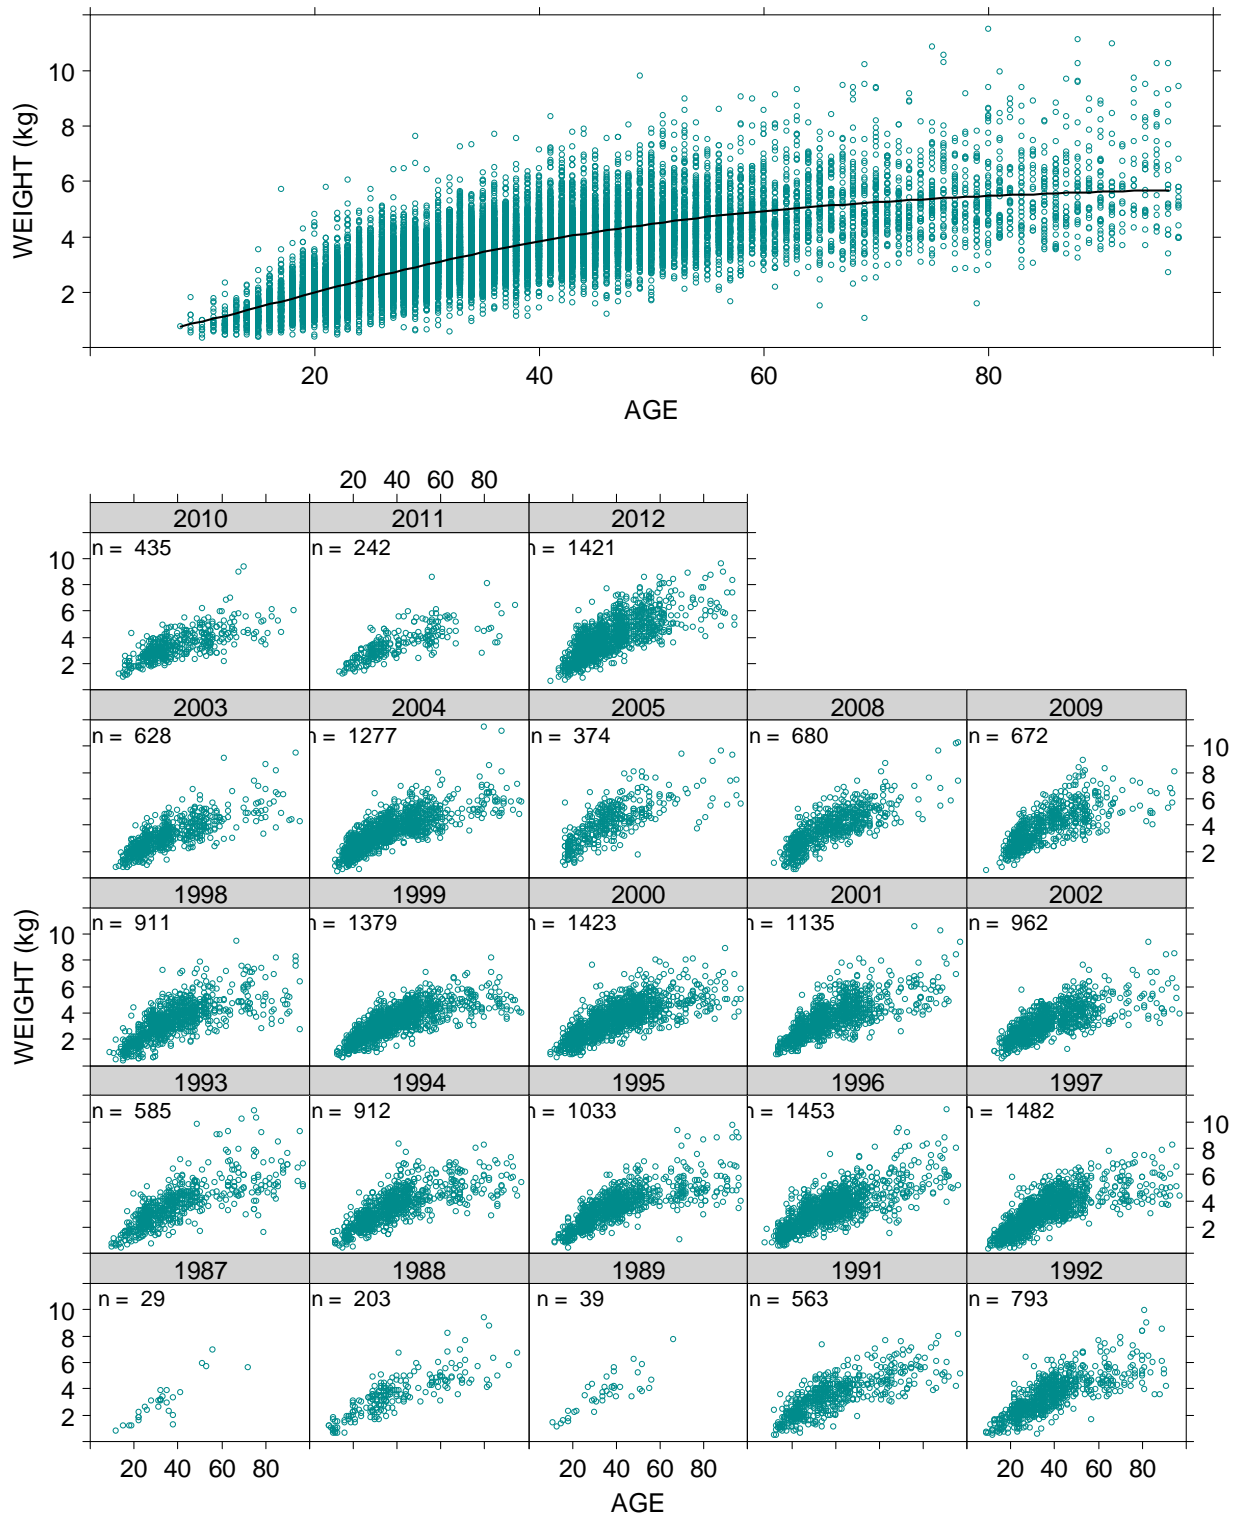 10
8
6
4
2
WEIGHT (kg)
20 40 60 80
AGE
20 40 60 80
2010 2011 2012
n = 435 n = 242 n = 1421
10
8
6
4
2
2003 2004 2005 2008 2009
n = 628 n = 1277 n = 374 n = 680 n = 672
10
8
6
4
2
1998 1999 2000 2001 2002
n = 911 n = 1379 n = 1423 n = 1135 n = 962
10
8
6
4
2
WEIGHT (kg)
1993 1994 1995 1996 1997
n = 585 n = 912 n = 1033 n = 1453 n = 1482
10
8
6
4
2
1987 1988 1989 1991 1992
n = 29 n = 203 n = 39 n = 563 n = 793
10
8
6
4
2
20 40 60 80 20 40 60 80 20 40 60 80
AGE